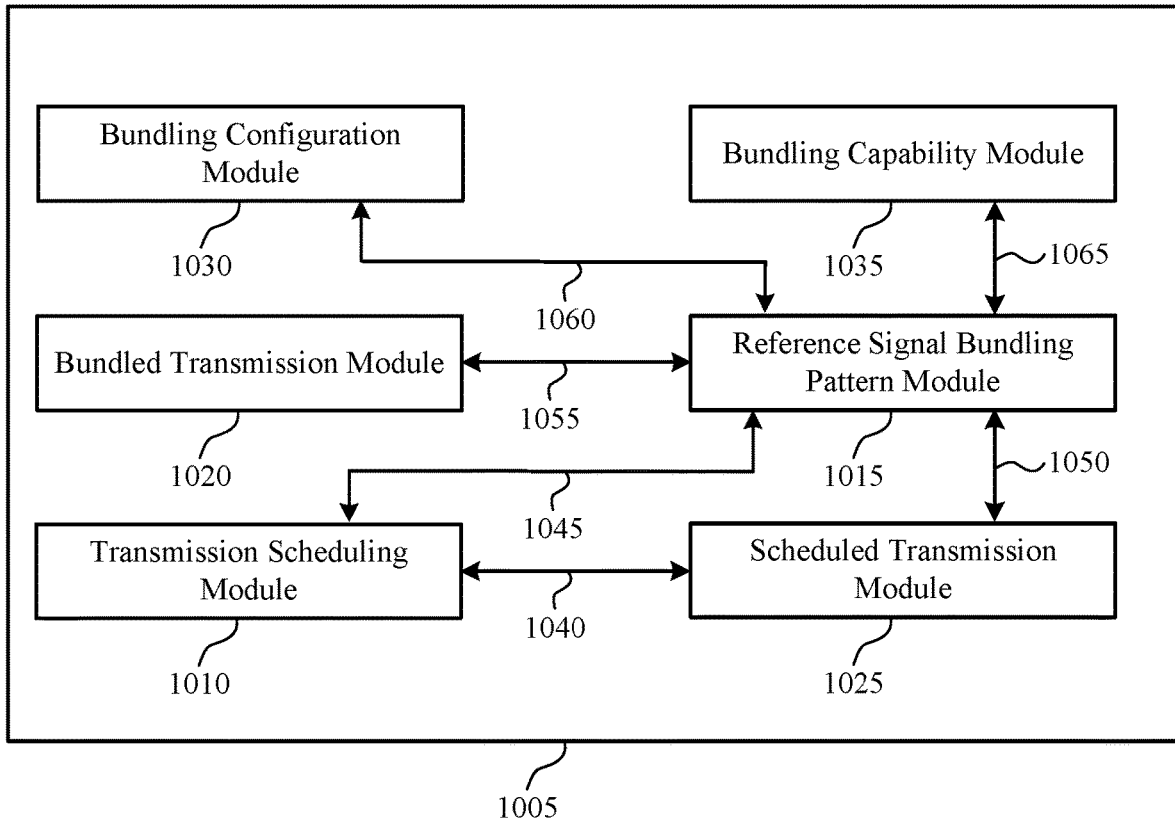 Bundling Configuration
Module
Bundling Capability Module
1030
1035
1065
1060
Bundled Transmission Module
Reference Signal Bundling
Pattern Module
1055
1020
1015
1050
1045
Transmission Scheduling
Module
Scheduled Transmission
Module
1040
1010
1025
1005